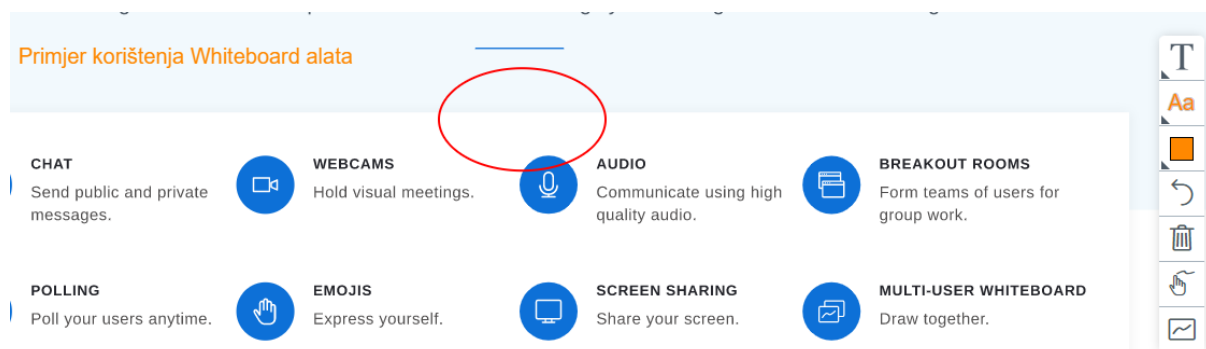 Primjer korištenja Whiteboard alata
T
Aa
CHAT
Send public and private
messages.
WEBCAMS
Hold visual meetings.
AUDIO
Communicate using high
quality audio.
BREAKOUT ROOMS
Form teams of users for
group work.
POLLING
Poll your users anytime.
EMOJIS
Express yourself.
SCREEN SHARING
Share your screen.
MULTI-USER WHITEBOARD
Draw together.